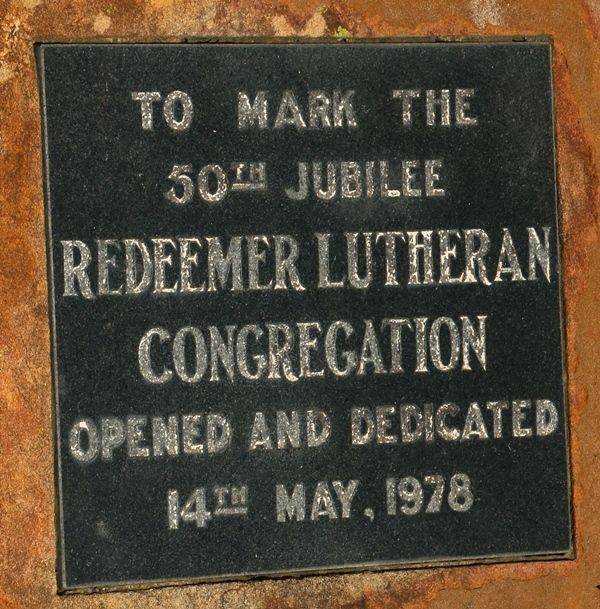 TO MARK THE
50TH JUBILEE
REDEEMER LUTHERAN
CONGREGATION
OPENED AND DEDICATED
14TH MAY, 1978